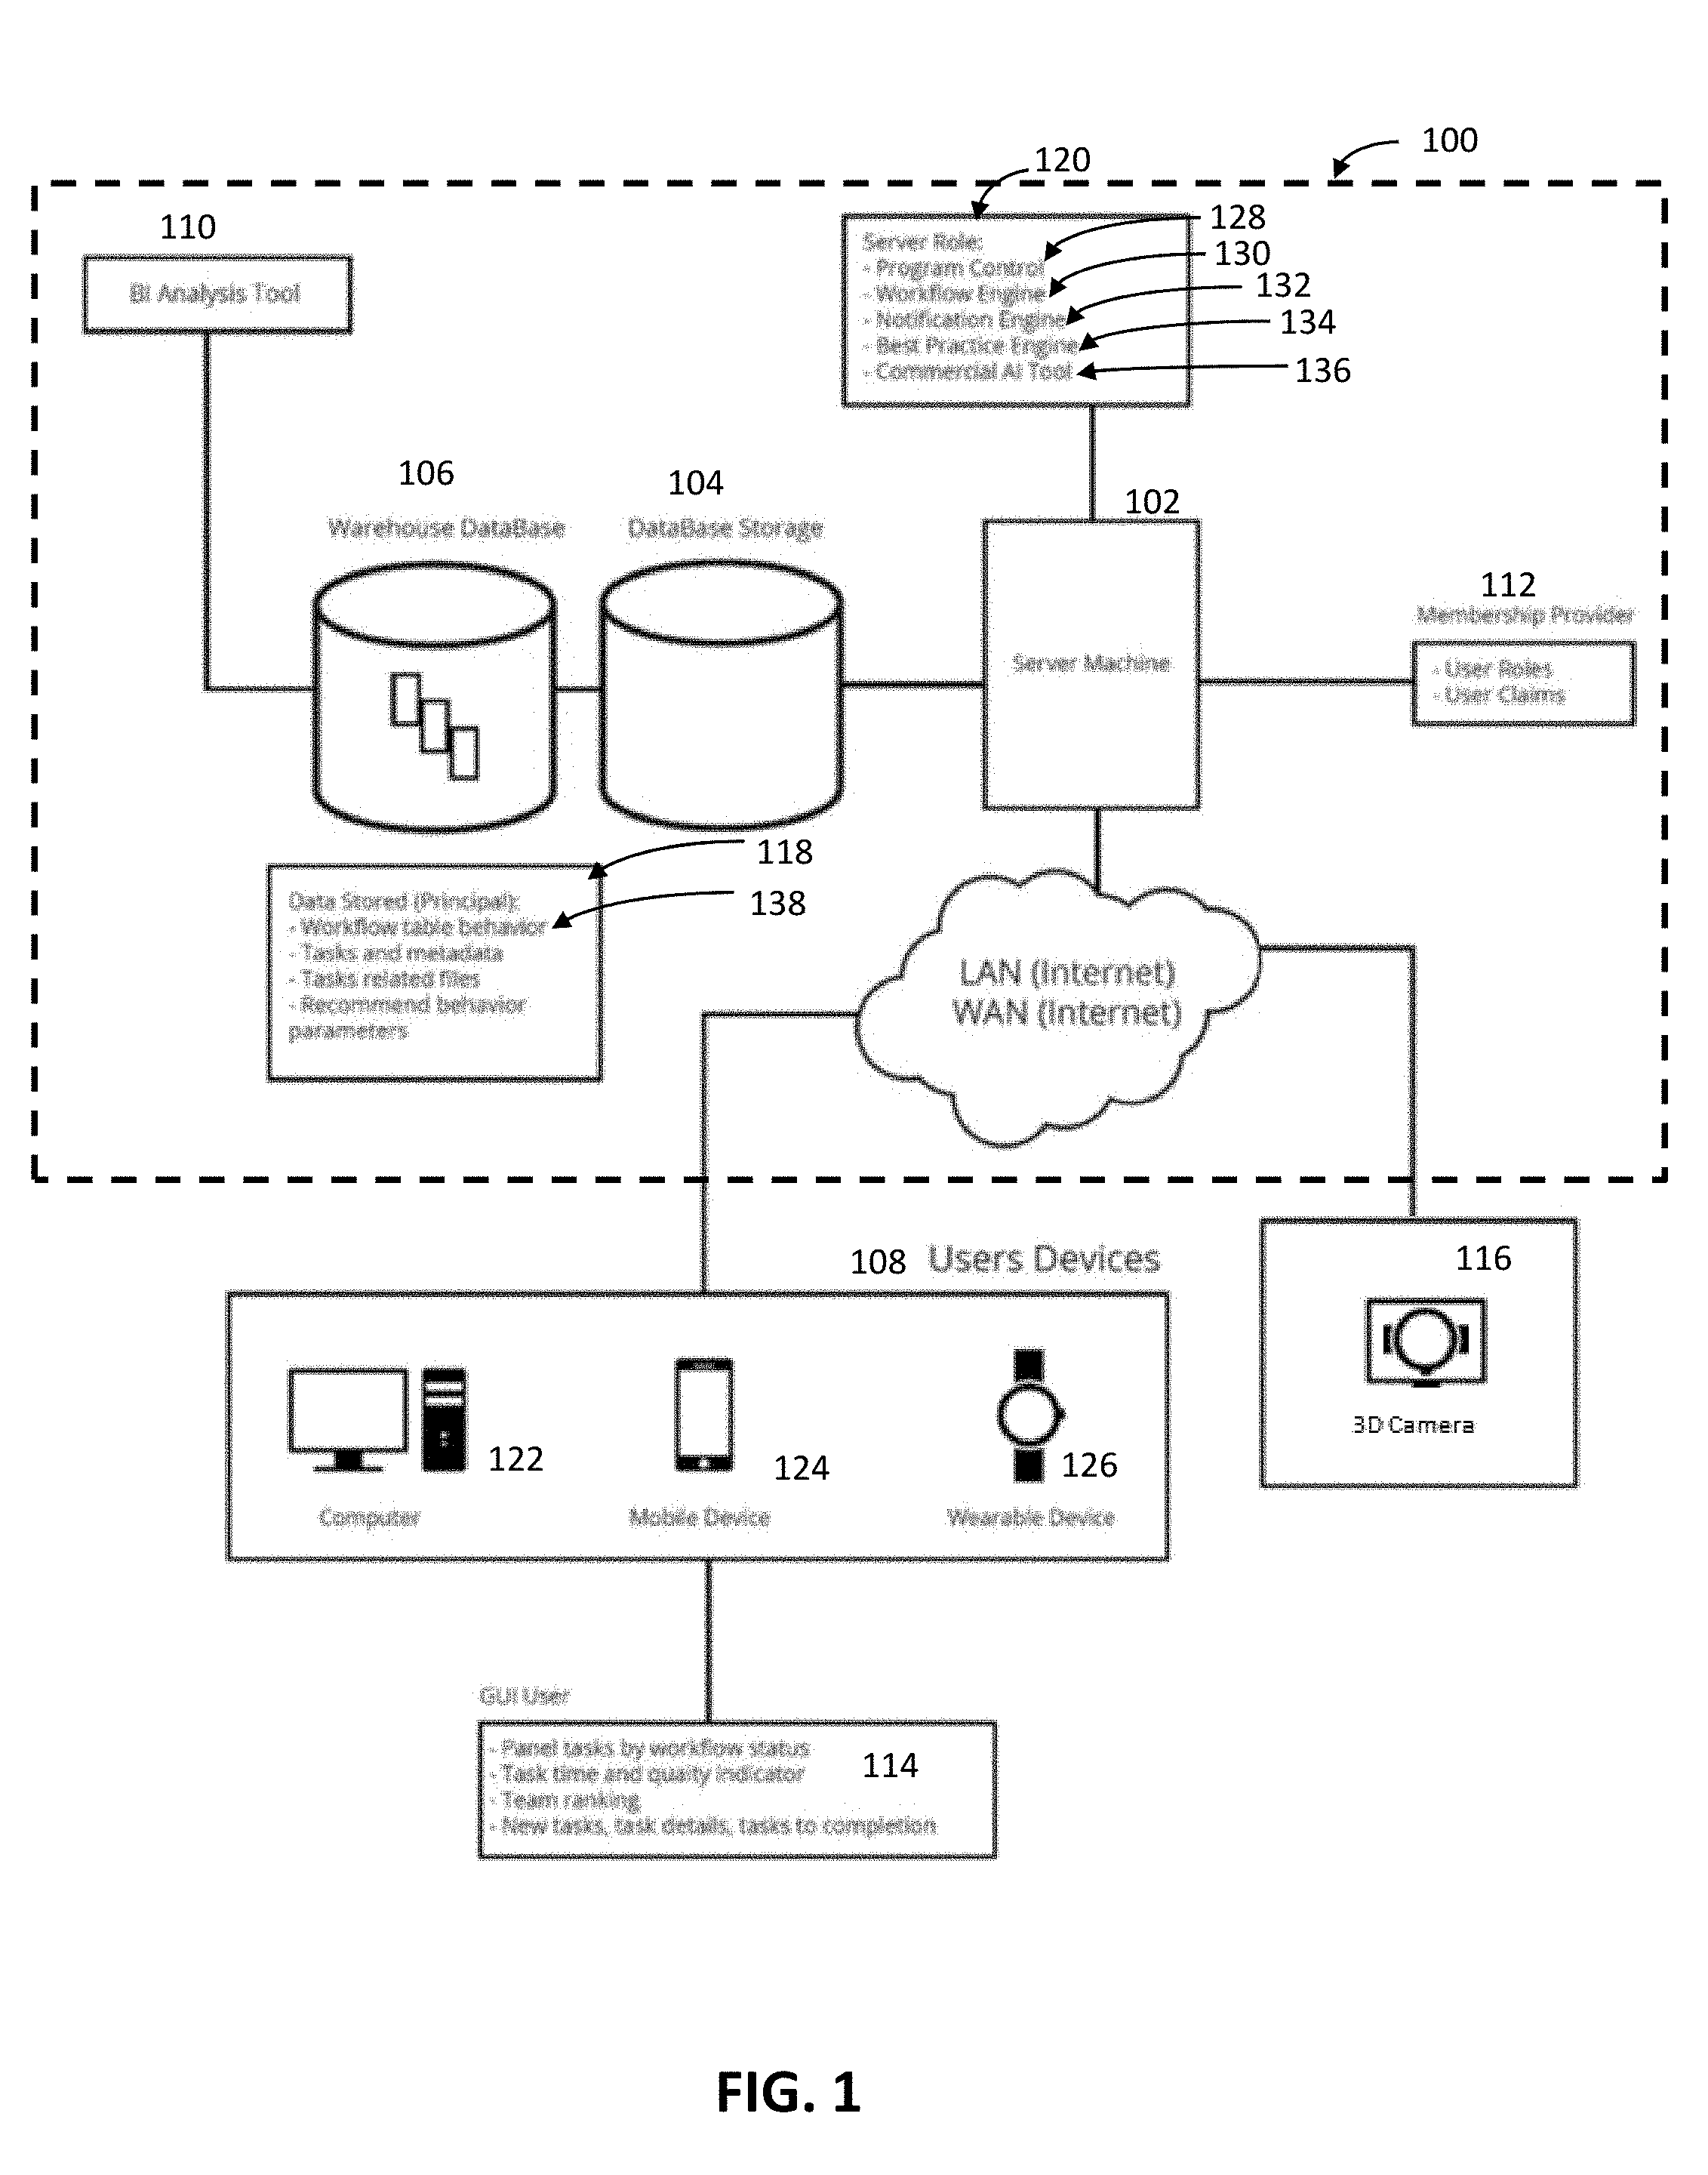 100
120
110
BI Analysis Tool
Server Role:
- Program Control
- Workflow Engine
- Notification Engine
- Best Practice Engine
- Commercial AI Tool
128
130
132
134
136
106
Warehouse DataBase
104
DataBase Storage
102
Server Machine
112
Membership Provider
- User Roles
- User Claims
118
138
Data Stored (Principal):
- Workflow table behavior
- Tasks and metadata
- Tasks related files
- Recommend behavior
parameters
LAN (Internet)
WAN (Internet)
108 Users Devices
116
3D Camera
122
Computer
124
Mobile Device
126
Wearable Device
GUI User
- Panel tasks by workflow status
- Task time and quaity indicator
- Team ranking
- New tasks, task details, tasks to completion
114
FIG. 1